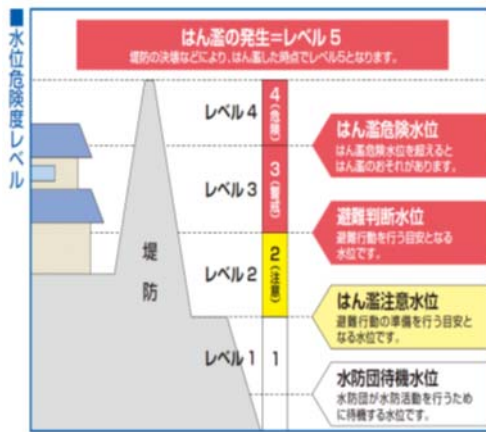 ■水位危険度レベル
はん濫の発生=レベル5
堤防の決壊などにより、はん濫した時点でレベル5となります。
レベル4
4(危険)
はん濫危険水位
はん濫危険水位を超えると
はん濫のおそれがあります。
レベル3
3(警戒)
避難判断水位
避難行動を行う目安となる
水位です。
堤防
レベル2
2(注意)
はん濫注意水位
避難行動の準備を行う目安と
なる水位です。
レベル1
1
水防団待機水位
水防団が水防活動を行うため
に待機する水位です。